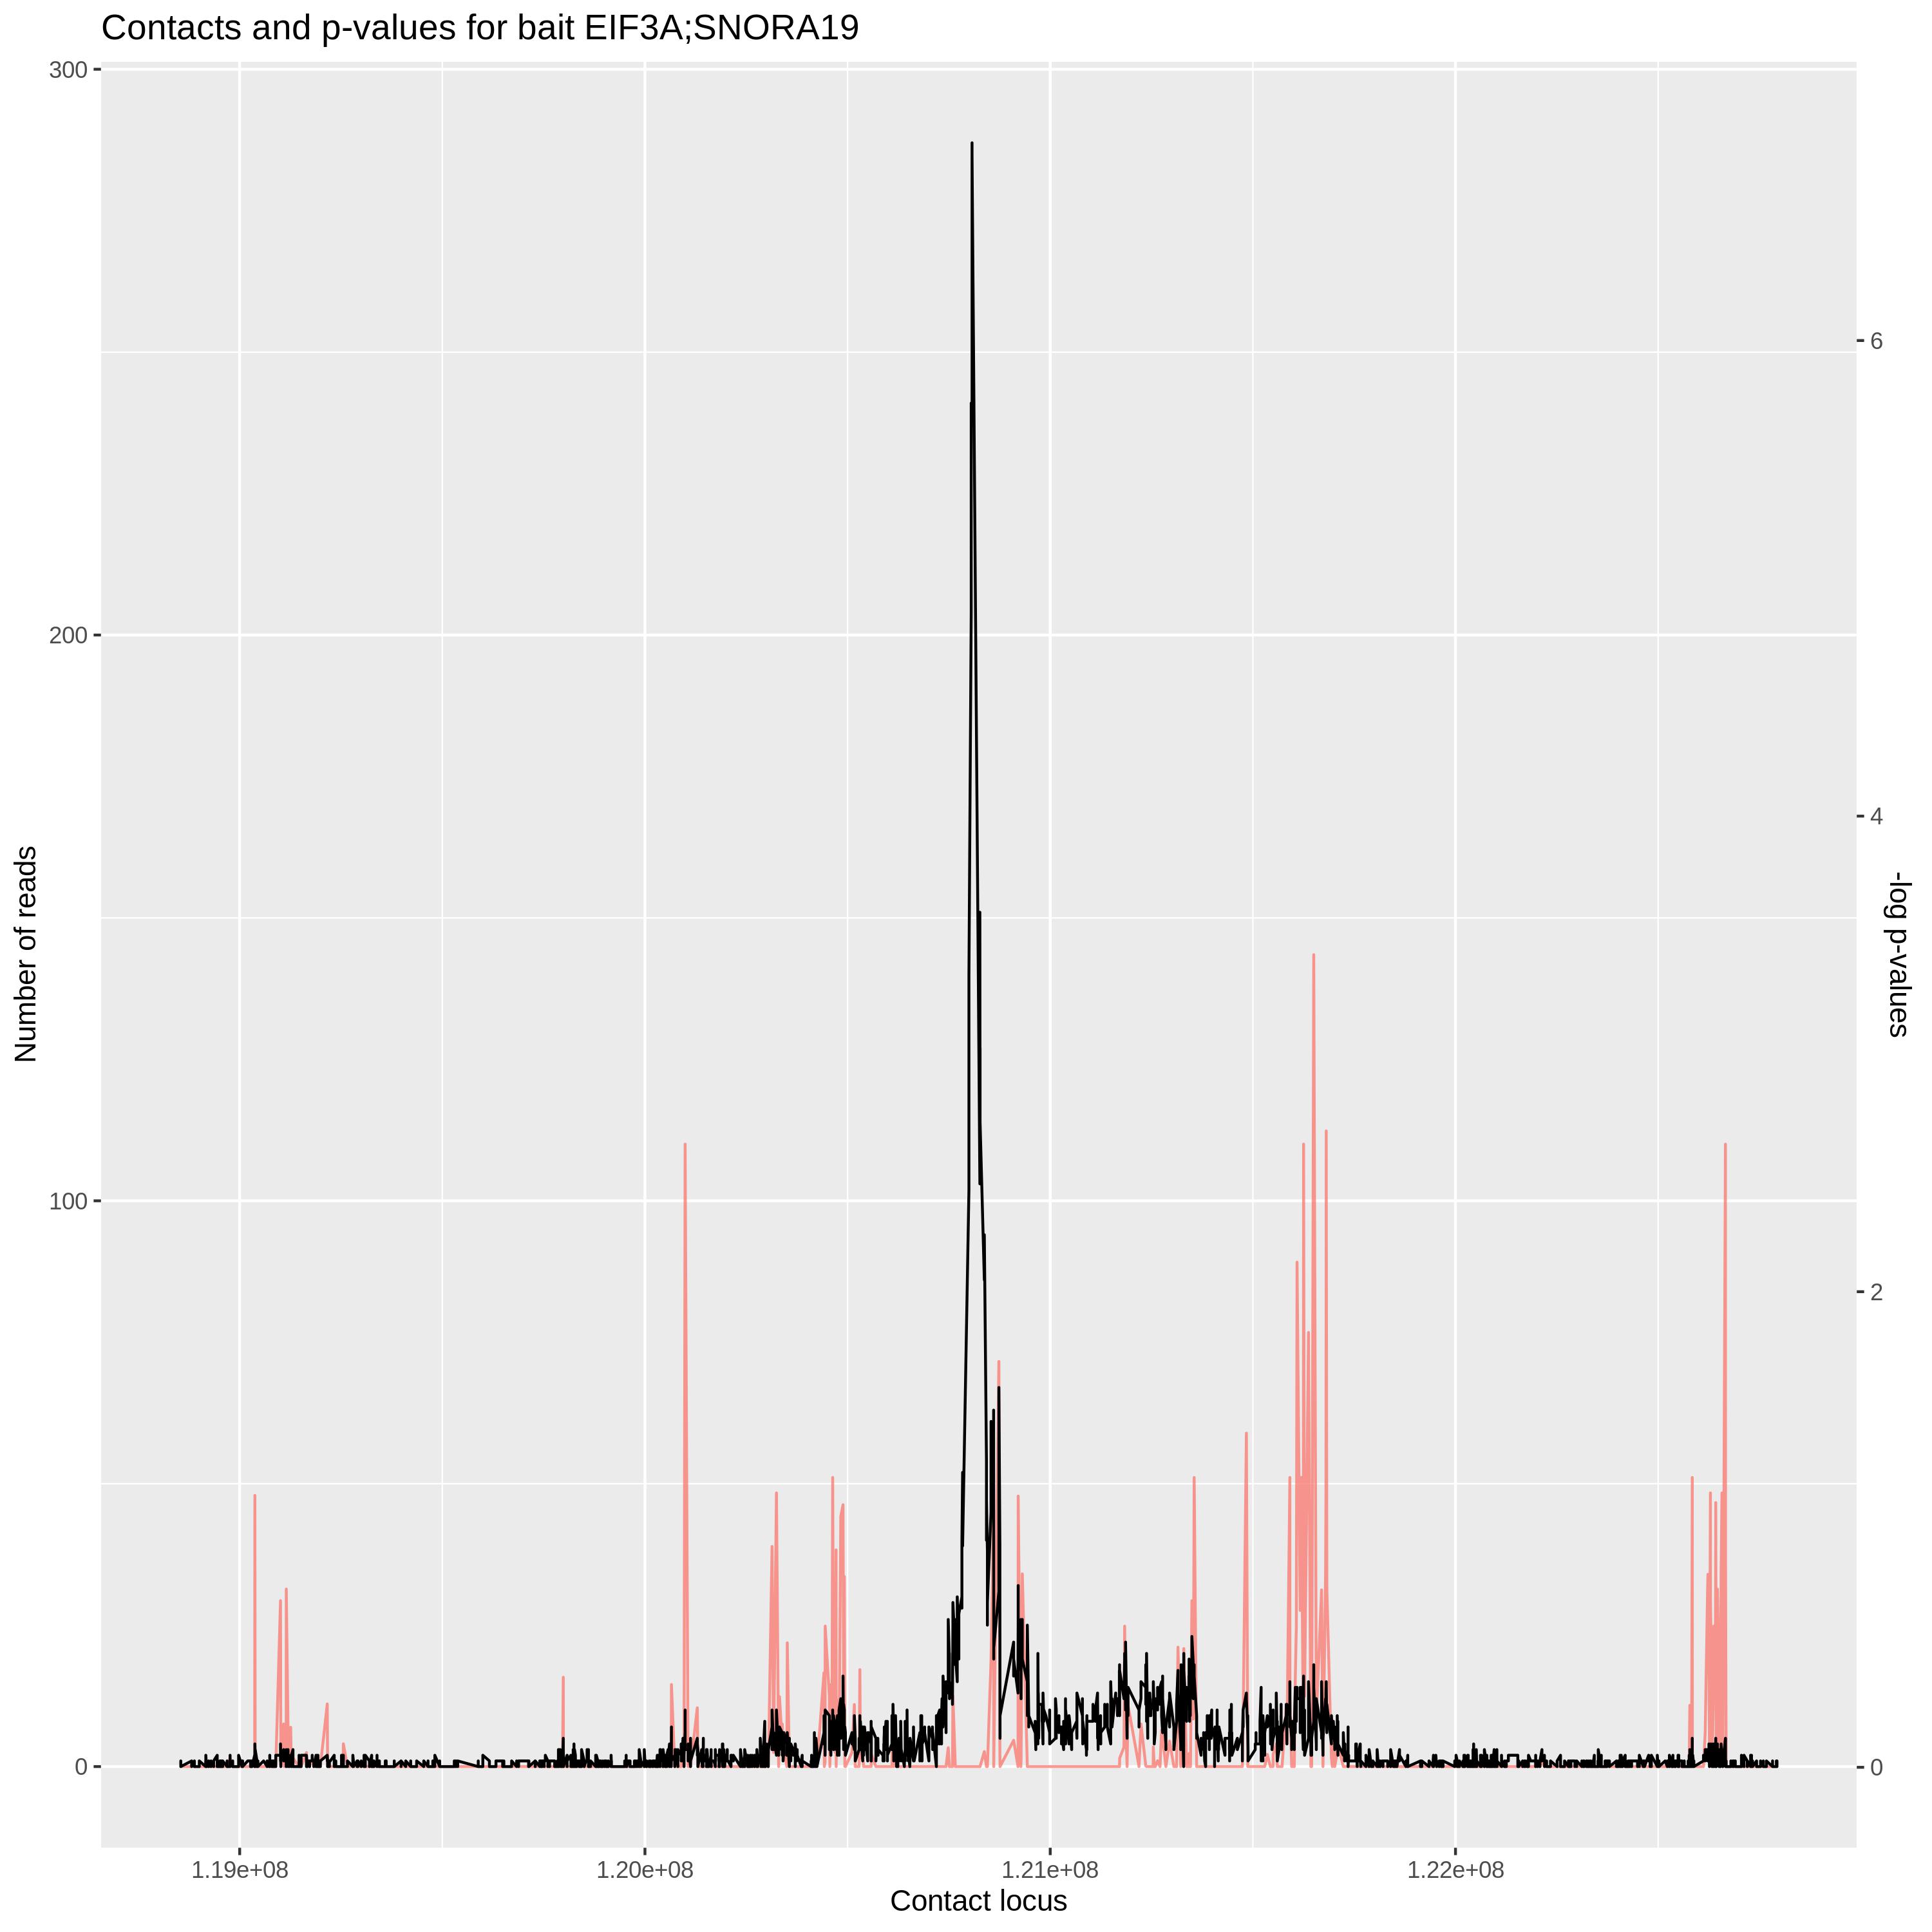 Contacts and p-values for bait EIF3A;SNORA19
300
200
100
0
Number of reads
6
4
2
0
-log p-values
1.19e+08
1.20e+08
1.21e+08
1.22e+08
Contact locus